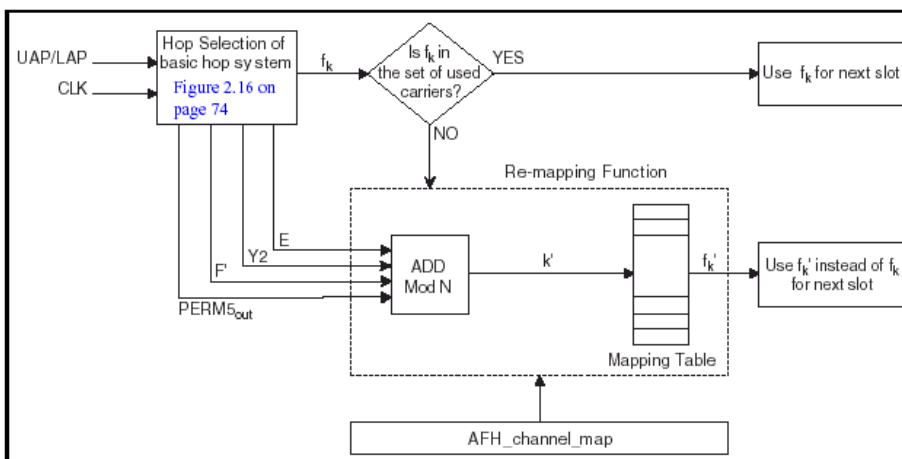 UAP/LAP
CLK
Hop Selection of
basic hop system
Figure 2.16 on
page 74
fk
Is fk in
the set of used
carriers?
YES
NO
Use fk for next slot
Re-mapping Function
E
Y2
F'
PERM5out
ADD
Mod N
k'
fk'
Mapping Table
Use fk' instead of fk
for next slot
AFH_channel_map